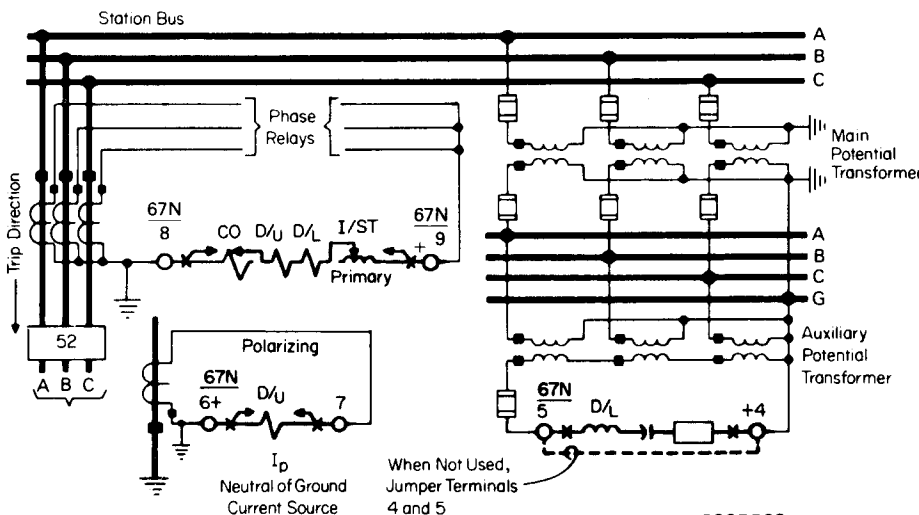 Station Bus
A
B
C
Phase
Relays
Main
Potential
Transformer
Trip Direction
67N
8
CO
D/U
D/L
I/ST
67N
+ 9
Primary
A
B
C
G
52
A B C
Polarizing
67N
6+
D/U
7
Ip
Neutral of Ground
Current Source
Auxiliary
Potential
Transformer
67N
5
D/L
+4
When Not Used,
Jumper Terminals
4 and 5